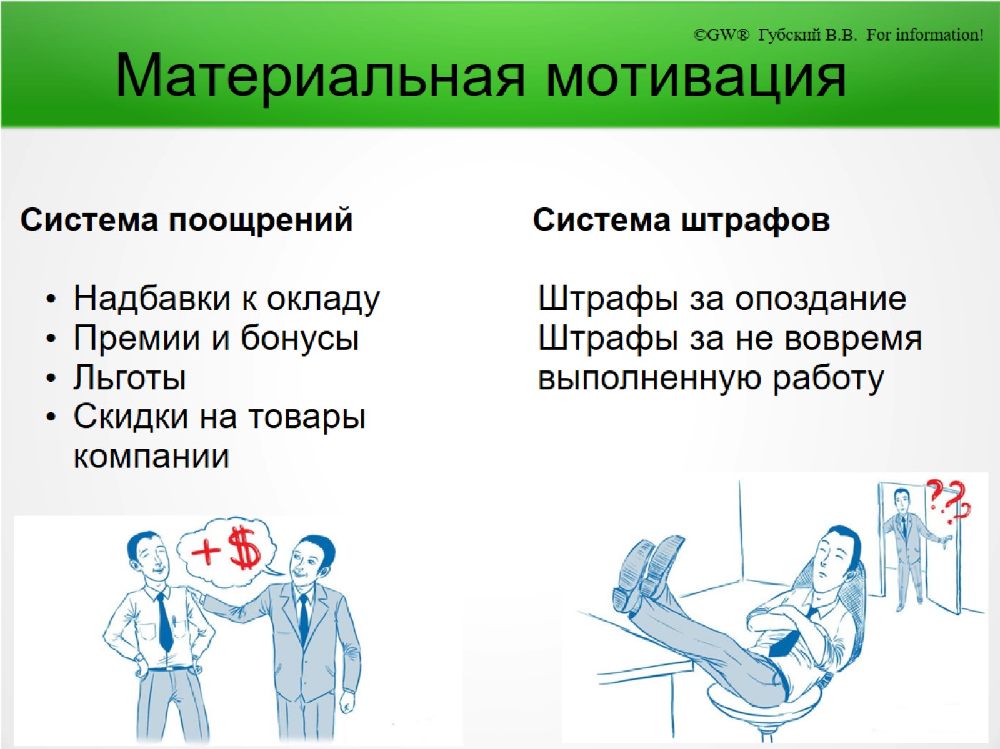 ©GW® Губский В.В. For information!
Материальная мотивация
Система поощрений
• Надбавки к окладу
• Премии и бонусы
• Льготы
• Скидки на товары
компании
+$
Система штрафов
Штрафы за опоздание
Штрафы за не вовремя
выполненную работу
???